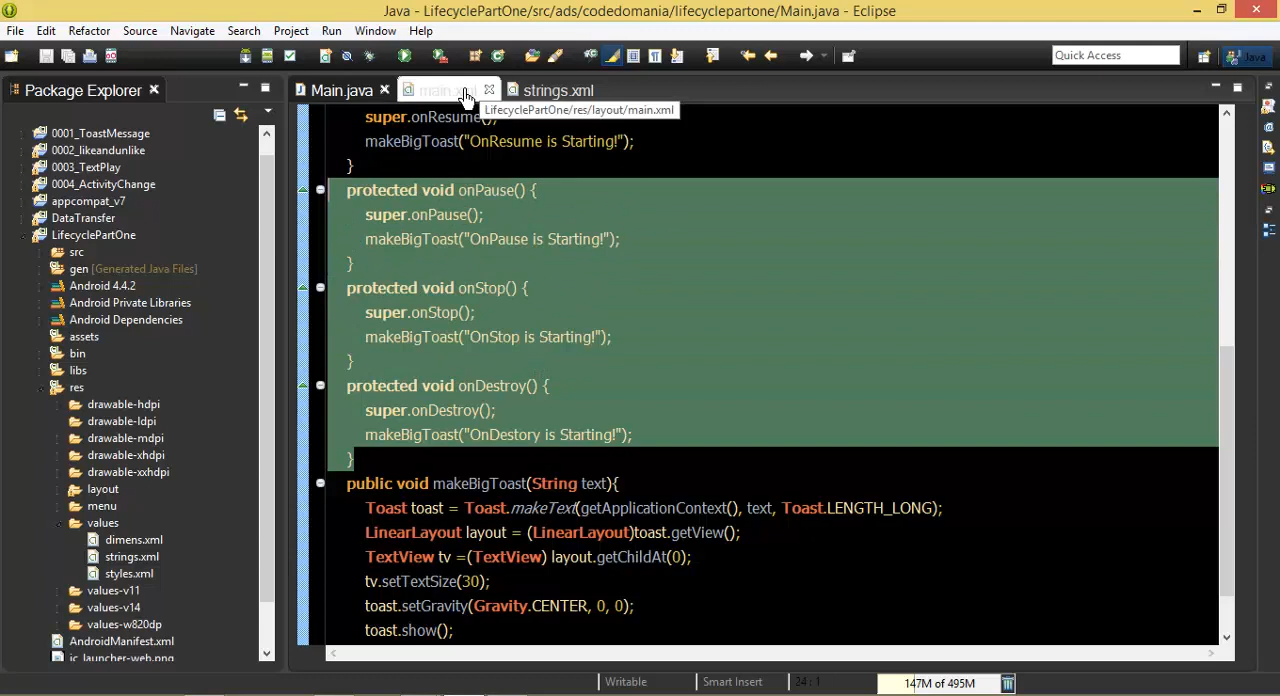 Java - LifecyclePartOne/src/ads/codedomania/lifecyclepartone/Main.java - Eclipse
File Edit Refactor Source Navigate Search Project Run Window Help
Quick Access
Java
Package Explorer
Main.java
main.xml
strings.xml
LifecyclePartOne/res/layout/main.xml
0001_ToastMessage
0002_likeandunlike
0003_TextPlay
0004_ActivityChange
appcompat_v7
DataTransfer
LifecyclePartOne
src
gen [Generated Java Files]
Android 4.4.2
Android Private Libraries
Android Dependencies
assets
bin
libs
res
drawable-hdpi
drawable-ldpi
drawable-mdpi
drawable-xhdpi
drawable-xxhdpi
layout
menu
values
dimens.xml
strings.xml
styles.xml
values-v11
values-v14
values-w820dp
AndroidManifest.xml
ic_launcher-web.png
super.onResume();
makeBigToast("OnResume is Starting!");
}
protected void onPause() {
super.onPause();
makeBigToast("OnPause is Starting!");
}
protected void onStop() {
super.onStop();
makeBigToast("OnStop is Starting!");
}
protected void onDestroy() {
super.onDestroy();
makeBigToast("OnDestory is Starting!");
}
public void makeBigToast(String text){
Toast toast = Toast.makeText(getApplicationContext(), text, Toast.LENGTH_LONG);
LinearLayout layout = (LinearLayout)toast.getView();
TextView tv =(TextView) layout.getChildAt(0);
tv.setTextSize(30);
toast.setGravity(Gravity.CENTER, 0, 0);
toast.show();
Writable
Smart Insert
24 : 1
147M of 495M